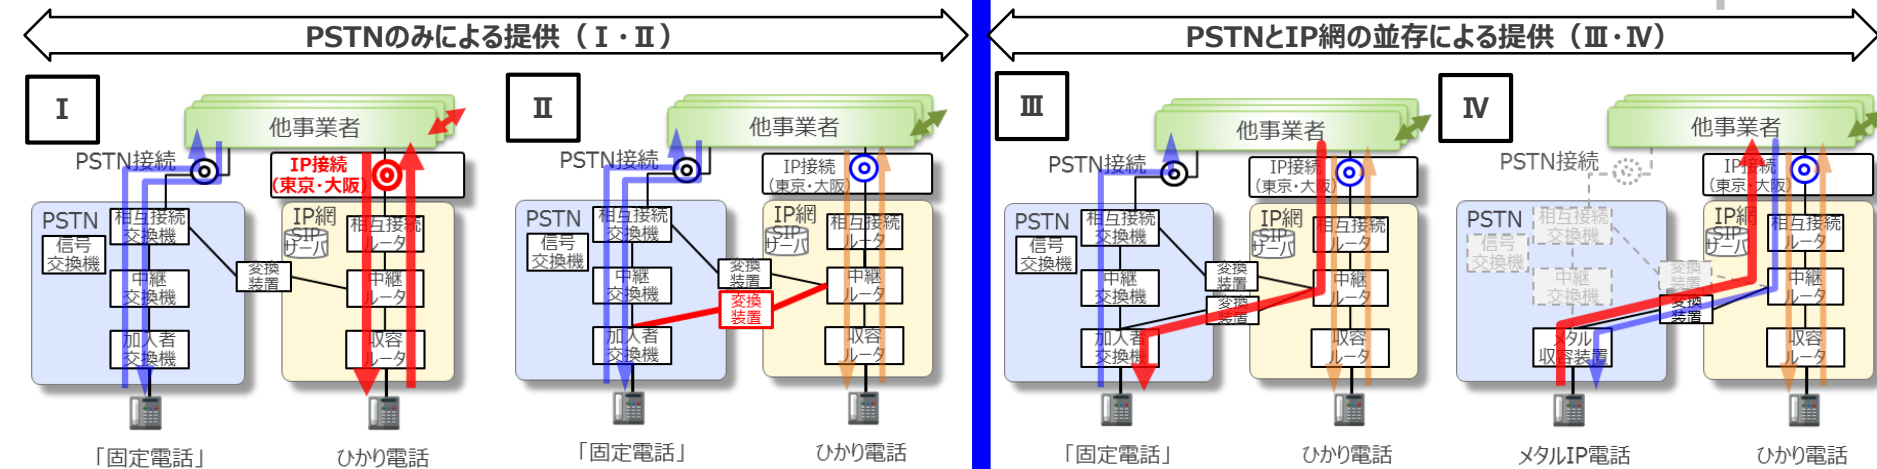 PSTNのみによる提供(Ⅰ・Ⅱ)
PSTNとIP網の並存による提供(Ⅲ・Ⅳ)
Ⅰ
他事業者
PSTN接続
IP接続
(東京・大阪)
PSTN
信号
交換機
相互接続
交換機
中継
交換機
加入者
交換機
変換
装置
IP網
SIP
サーバ
相互接続
ルータ
中継
ルータ
収容
ルータ
「固定電話」
ひかり電話
Ⅱ
他事業者
PSTN接続
IP接続
(東京・大阪)
PSTN
信号
交換機
相互接続
交換機
中継
交換機
加入者
交換機
変換
装置
変換
装置
IP網
SIP
サーバ
相互接続
ルータ
中継
ルータ
収容
ルータ
「固定電話」
ひかり電話
Ⅲ
他事業者
PSTN接続
IP接続
(東京・大阪)
PSTN
信号
交換機
相互接続
交換機
中継
交換機
加入者
交換機
変換
装置
変換
装置
IP網
SIP
サーバ
相互接続
ルータ
中継
ルータ
収容
ルータ
「固定電話」
ひかり電話
Ⅳ
他事業者
PSTN接続
IP接続
(東京・大阪)
PSTN
信号
交換機
相互接続
交換機
中継
交換機
メタル
収容装置
変換
装置
変換
装置
IP網
SIP
サーバ
相互接続
ルータ
中継
ルータ
収容
ルータ
メタルIP電話
ひかり電話